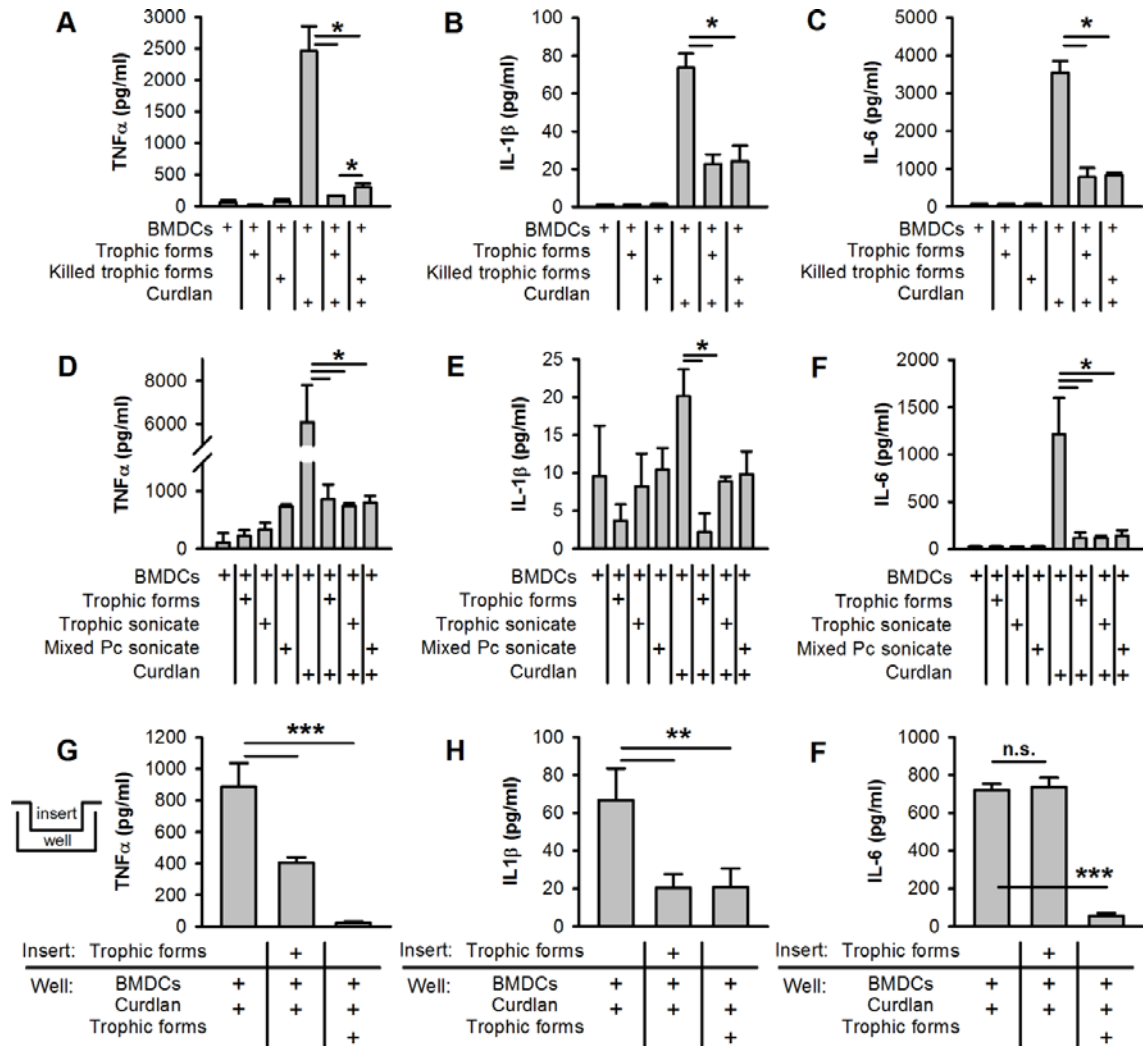 A
TNFα (pg/ml)
3000
2500
2000
1500
1000
500
0
*
*
BMDCs + + + + + +
Trophic forms + +
Killed trophic forms + +
Curdlan + + +
B
IL-1β (pg/ml)
100
80
60
40
20
0
*
BMDCs + + + + + +
Trophic forms + +
Killed trophic forms + +
Curdlan + + +
C
IL-6 (pg/ml)
5000
4000
3000
2000
1000
0
*
BMDCs + + + + + +
Trophic forms + +
Killed trophic forms + +
Curdlan + + +
D
TNFα (pg/ml)
8000
6000
1000
0
*
BMDCs + + + + + + + +
Trophic forms + +
Trophic sonicate + +
Mixed Pc sonicate + +
Curdlan + + + +
E
IL-1β (pg/ml)
25
20
15
10
5
0
*
BMDCs + + + + + + + +
Trophic forms + +
Trophic sonicate + +
Mixed Pc sonicate + +
Curdlan + + + +
F
IL-6 (pg/ml)
2000
1500
1000
500
0
*
BMDCs + + + + + + + +
Trophic forms + +
Trophic sonicate + +
Mixed Pc sonicate + +
Curdlan + + + +
insert
well
G
TNFα (pg/ml)
1200
1000
800
600
400
200
0
***
Insert: Trophic forms +
Well: BMDCs + + +
Curdlan + + +
Trophic forms +
H
IL1β (pg/ml)
100
80
60
40
20
0
**
Insert: Trophic forms +
Well: BMDCs + + +
Curdlan + + +
Trophic forms +
F
IL-6 (pg/ml)
1000
800
600
400
200
0
n.s.
***
Insert: Trophic forms +
Well: BMDCs + + +
Curdlan + + +
Trophic forms +